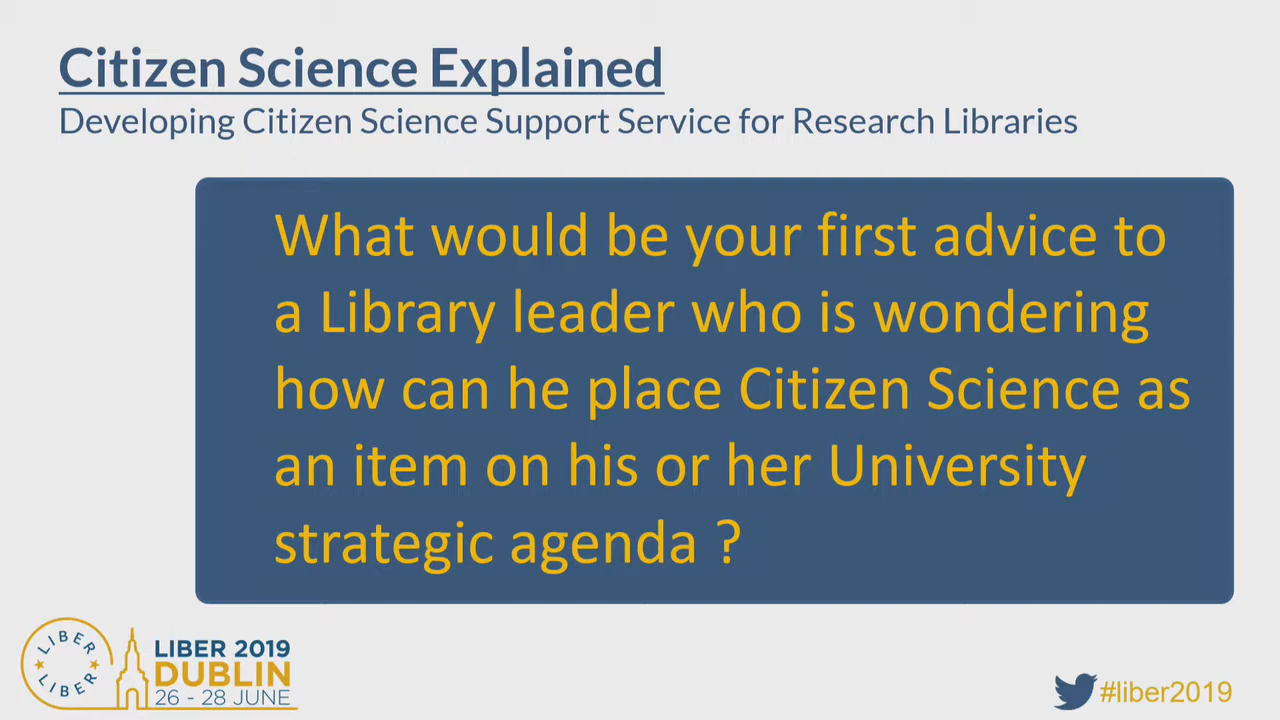 Citizen Science Explained
Developing Citizen Science Support Service for Research Libraries
What would be your first advice to
a Library leader who is wondering
how can he place Citizen Science as
an item on his or her University
strategic agenda ?
LIBER
LIBER
LIBER 2019
DUBLIN
26 - 28 JUNE
#liber2019